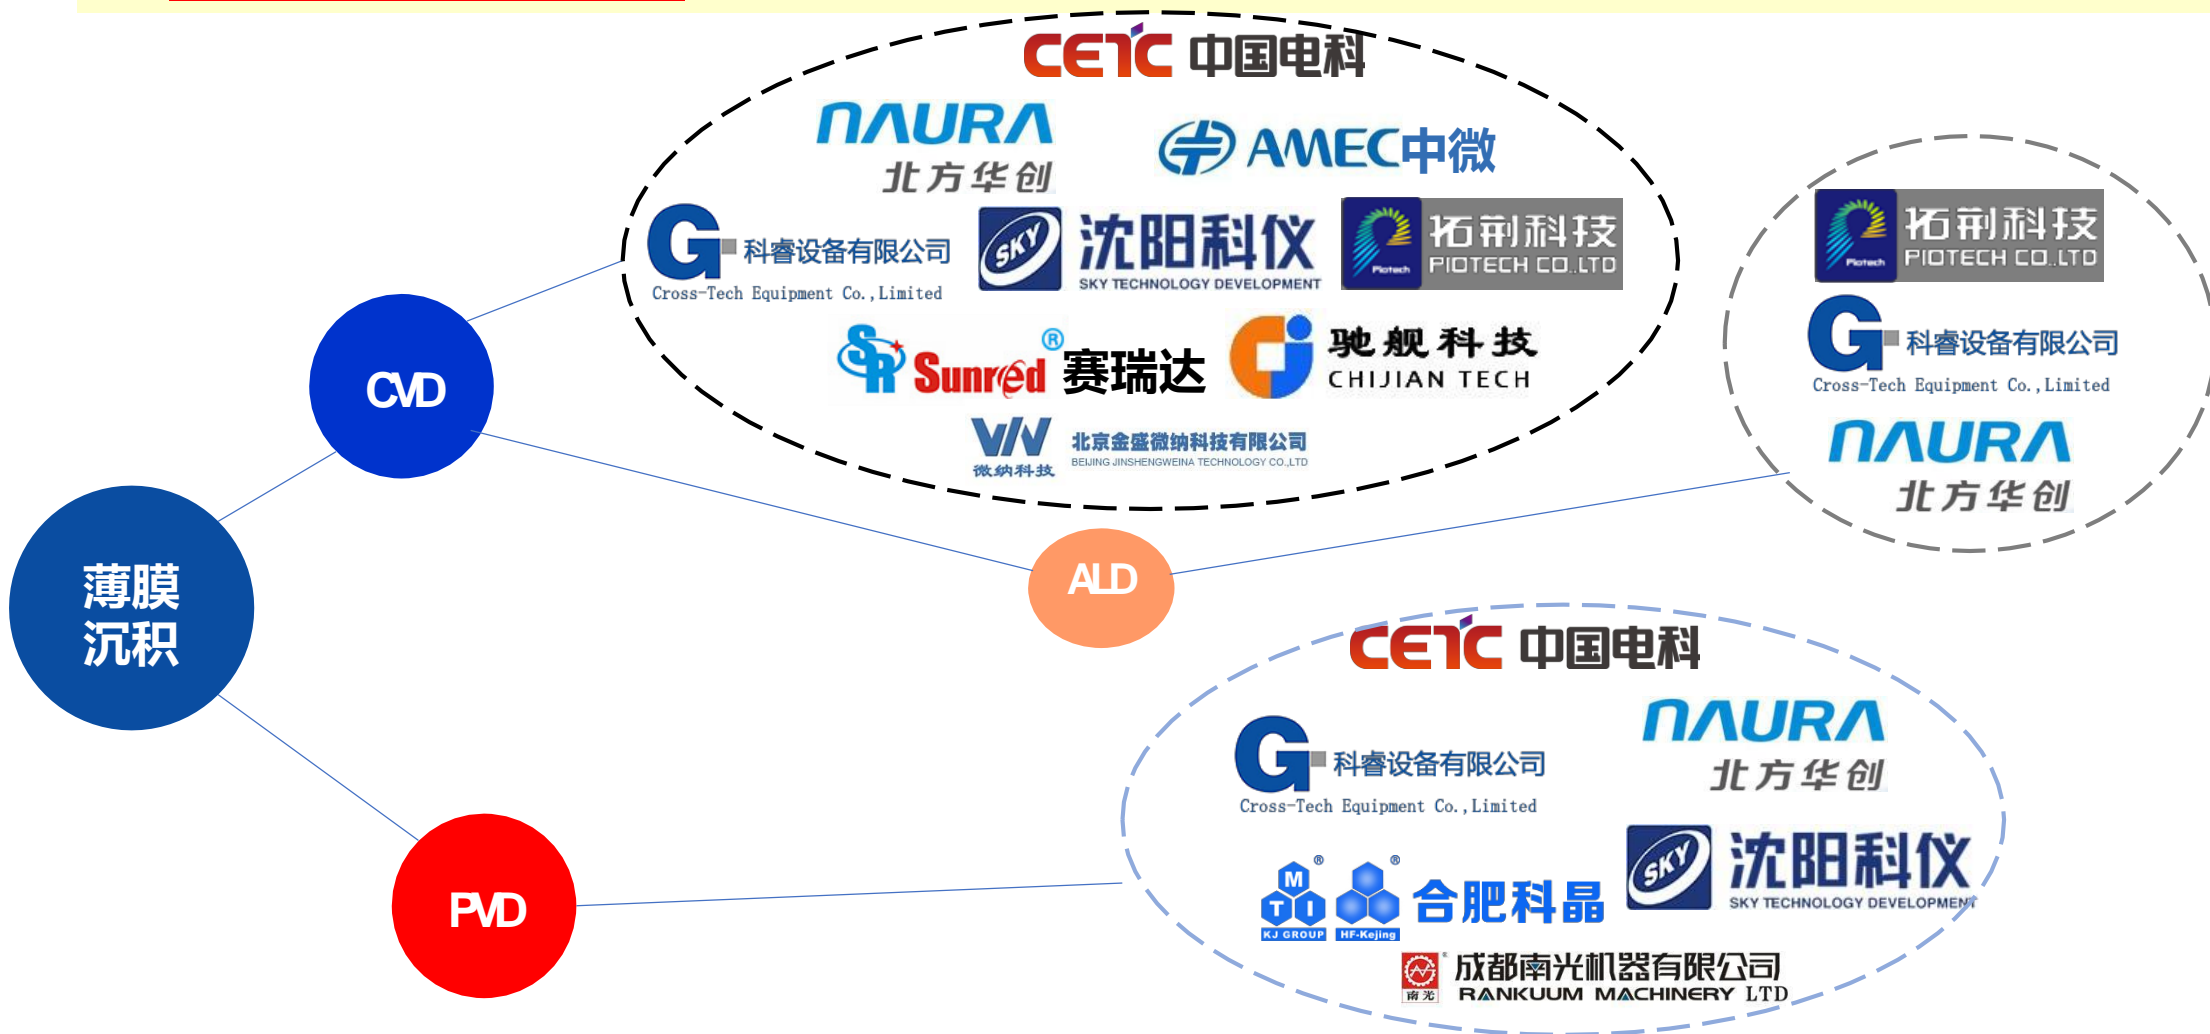 CETC 中国电科
NAURA
北方华创
AMEC中微
G 科睿设备有限公司
Cross-Tech Equipment Co.,Limited
SKY 沈阳科仪
SKY TECHNOLOGY DEVELOPMENT
Piotech 拓荆科技
PIOTECH CO.,LTD
SR Sunred® 赛瑞达
驰舰科技
CHIJIAN TECH
微纳科技
北京金盛微纳科技有限公司
BEIJING JINSHENGWEINA TECHNOLOGY CO.,LTD
Piotech 拓荆科技
PIOTECH CO.,LTD
G 科睿设备有限公司
Cross-Tech Equipment Co.,Limited
NAURA
北方华创
CVD
ALD
薄膜
沉积
PVD
CETC 中国电科
NAURA
北方华创
G 科睿设备有限公司
Cross-Tech Equipment Co.,Limited
SKY 沈阳科仪
SKY TECHNOLOGY DEVELOPMENT
MTI® ® 合肥科晶
KJ GROUP HF-Kejing
南光 成都南光机器有限公司
RANKUUM MACHINERY LTD